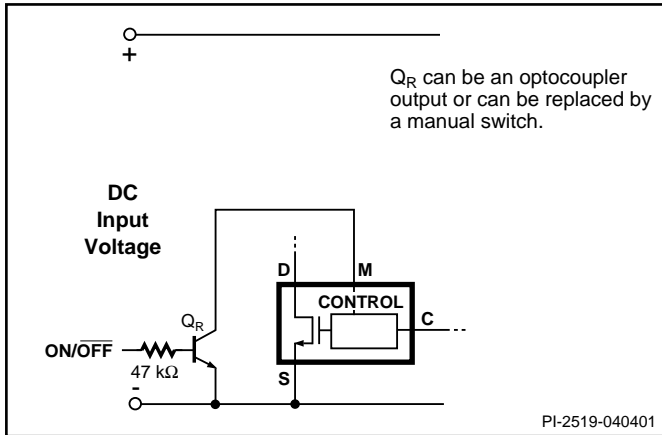 +
QR can be an optocoupler
output or can be replaced by
a manual switch.
DC
Input
Voltage
D
M
CONTROL
C
QR
ON/OFF
47 kΩ
S
-
PI-2519-040401